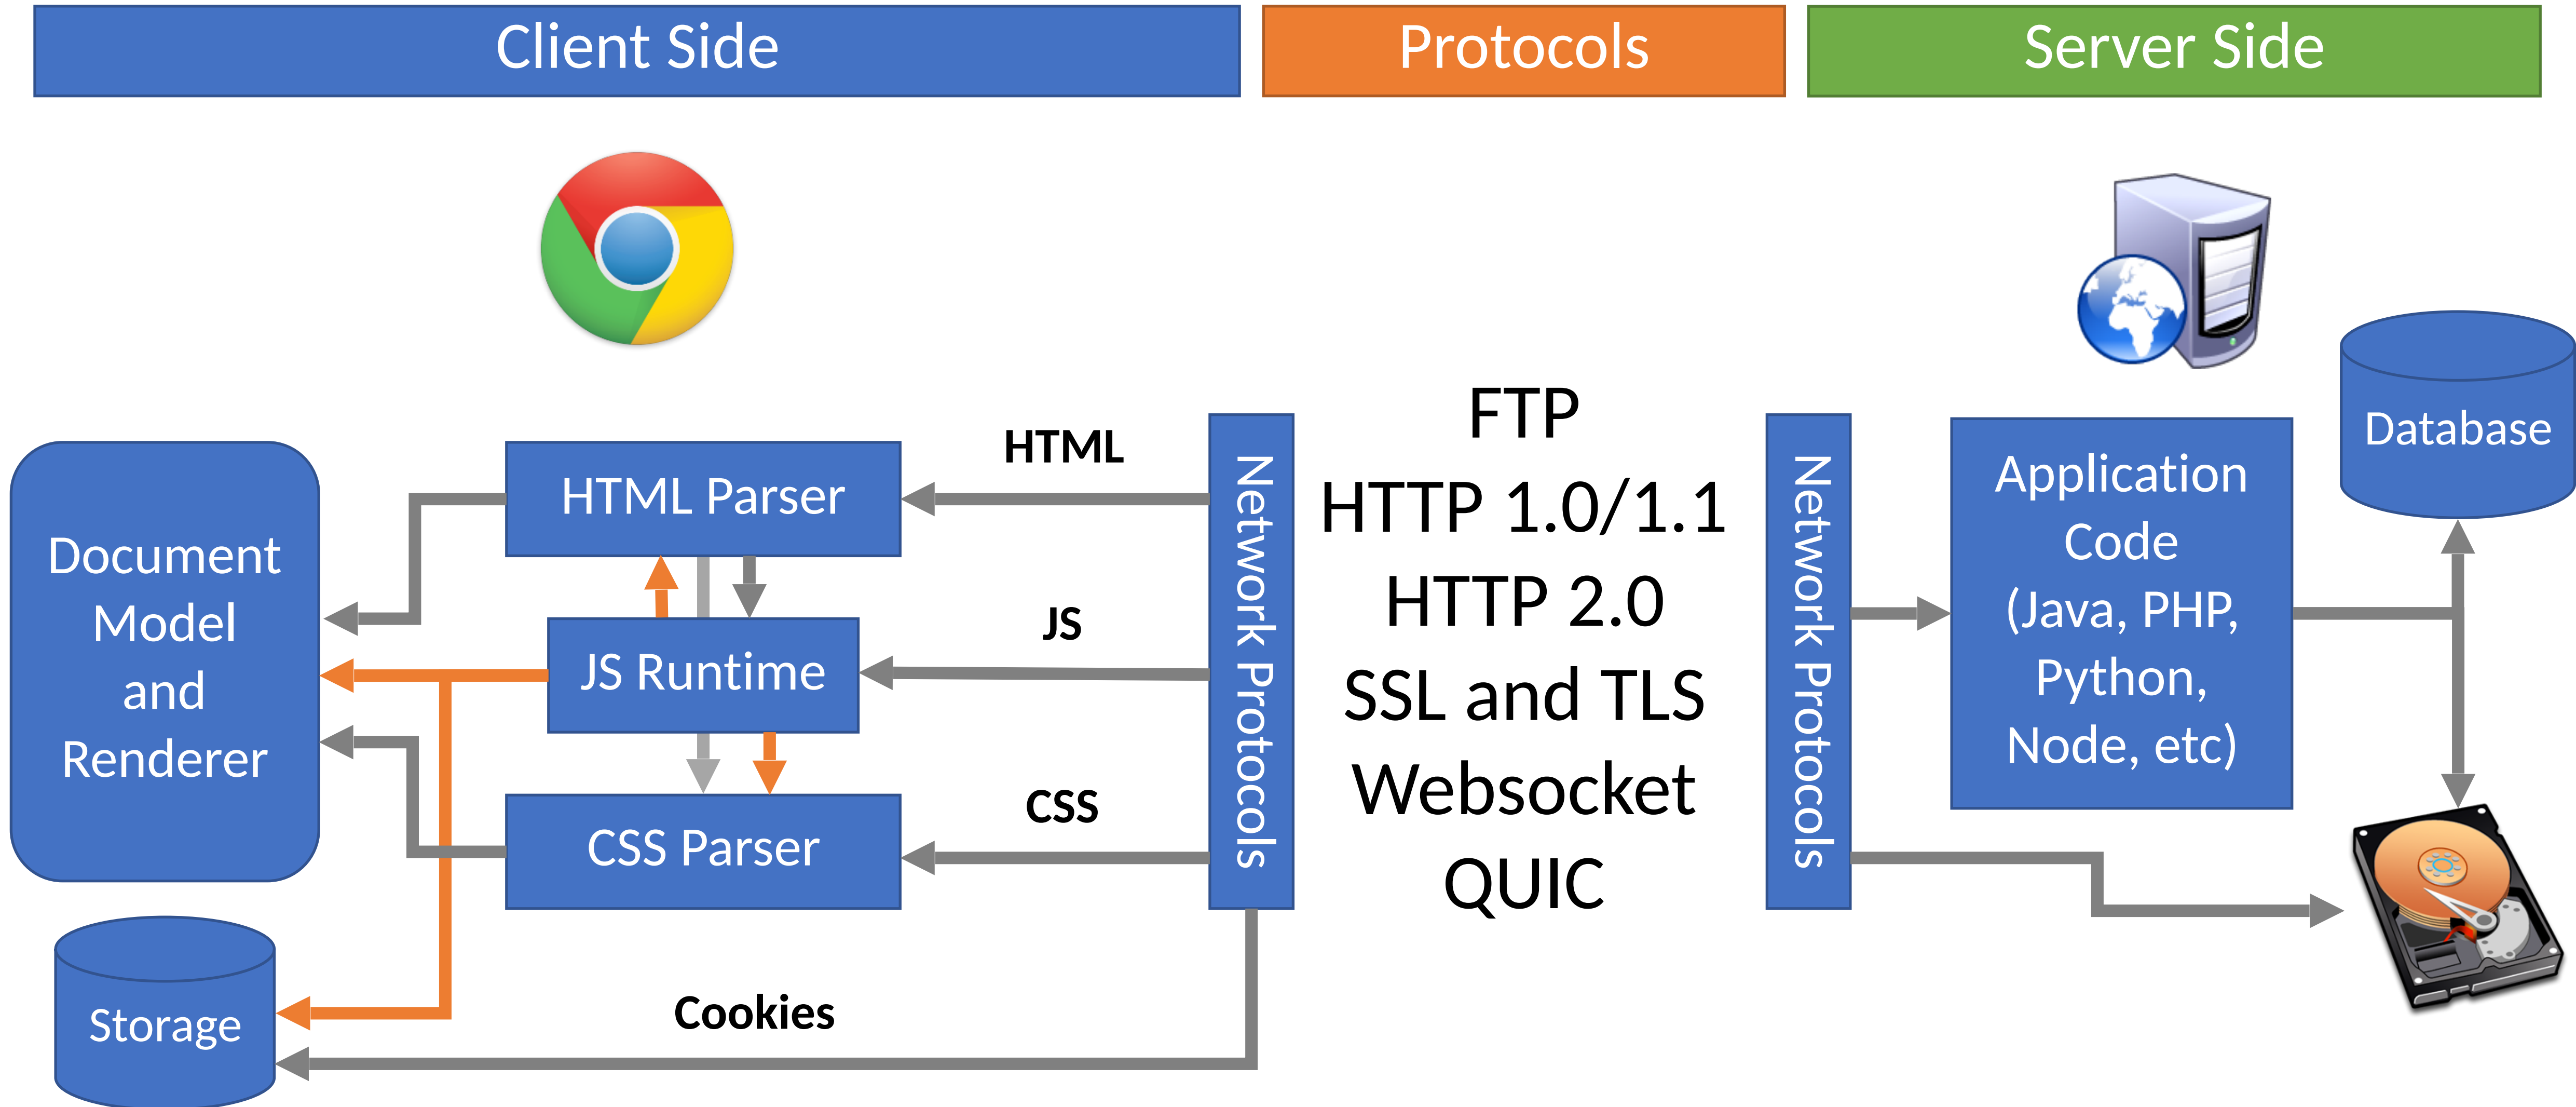 Client Side
Protocols
Server Side
Document
Model
and
Renderer
Storage
HTML Parser
JS Runtime
CSS Parser
HTML
JS
CSS
Cookies
Network Protocols
FTP
HTTP 1.0/1.1
HTTP 2.0
SSL and TLS
Websocket
QUIC
Network Protocols
Application
Code
(Java, PHP,
Python,
Node, etc)
Database